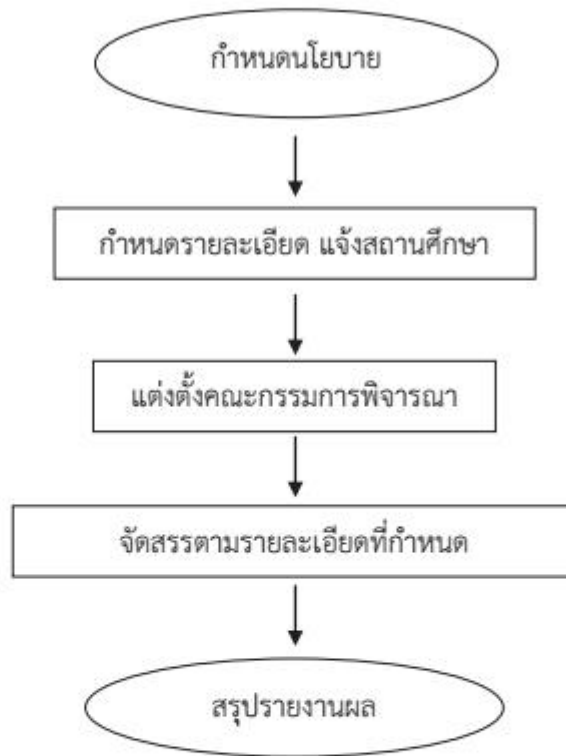 กำหนดนโยบาย
กำหนดรายละเอียด แจ้งสถานศึกษา
แต่งตั้งคณะกรรมการพิจารณา
จัดสรรตามรายละเอียดที่กำหนด
สรุปรายงานผล